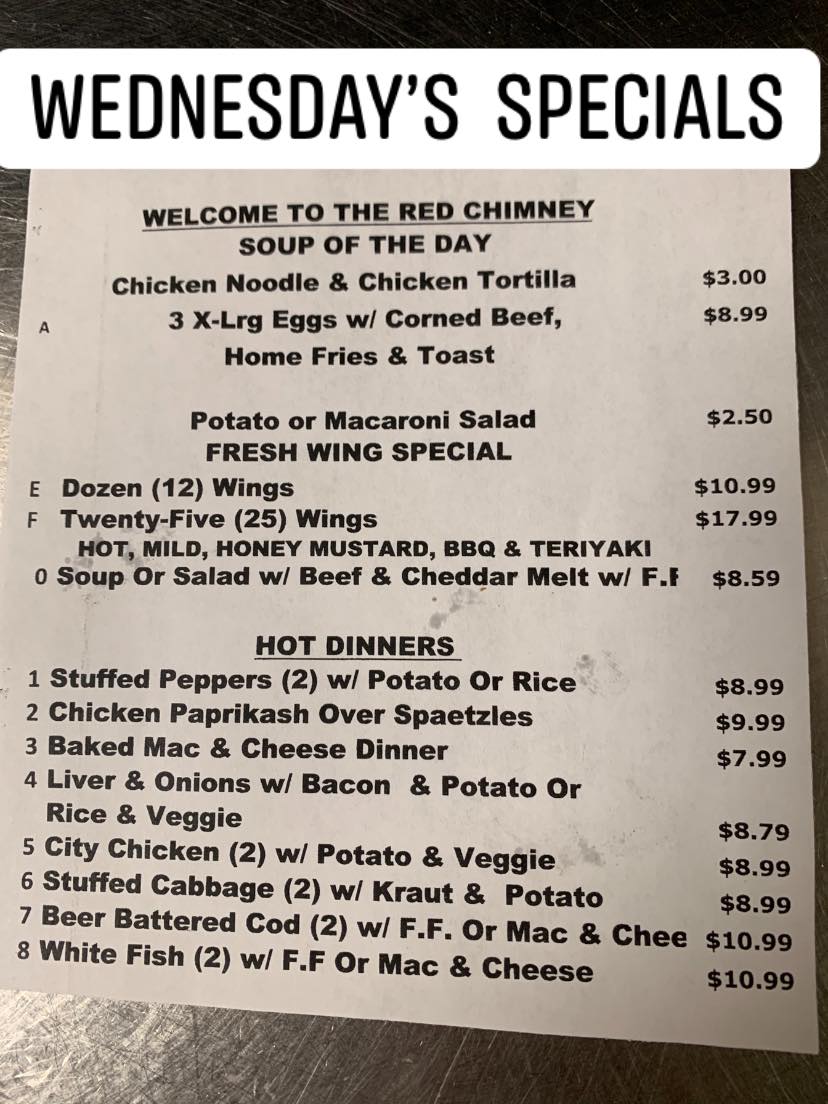 WEDNESDAY'S SPECIALS
WELCOME TO THE RED CHIMNEY
SOUP OF THE DAY
Chicken Noodle & Chicken Tortilla $3.00
A 3 X-Lrg Eggs w/ Corned Beef, $8.99
Home Fries & Toast
Potato or Macaroni Salad $2.50
FRESH WING SPECIAL
E Dozen (12) Wings $10.99
F Twenty-Five (25) Wings $17.99
HOT, MILD, HONEY MUSTARD, BBQ & TERIYAKI
0 Soup Or Salad w/ Beef & Cheddar Melt w/ F.F $8.59
HOT DINNERS
1 Stuffed Peppers (2) w/ Potato Or Rice $8.99
2 Chicken Paprikash Over Spaetzles $9.99
3 Baked Mac & Cheese Dinner $7.99
4 Liver & Onions w/ Bacon & Potato Or
Rice & Veggie $8.79
5 City Chicken (2) w/ Potato & Veggie $8.99
6 Stuffed Cabbage (2) w/ Kraut & Potato $8.99
7 Beer Battered Cod (2) w/ F.F. Or Mac & Chee $10.99
8 White Fish (2) w/ F.F Or Mac & Cheese $10.99